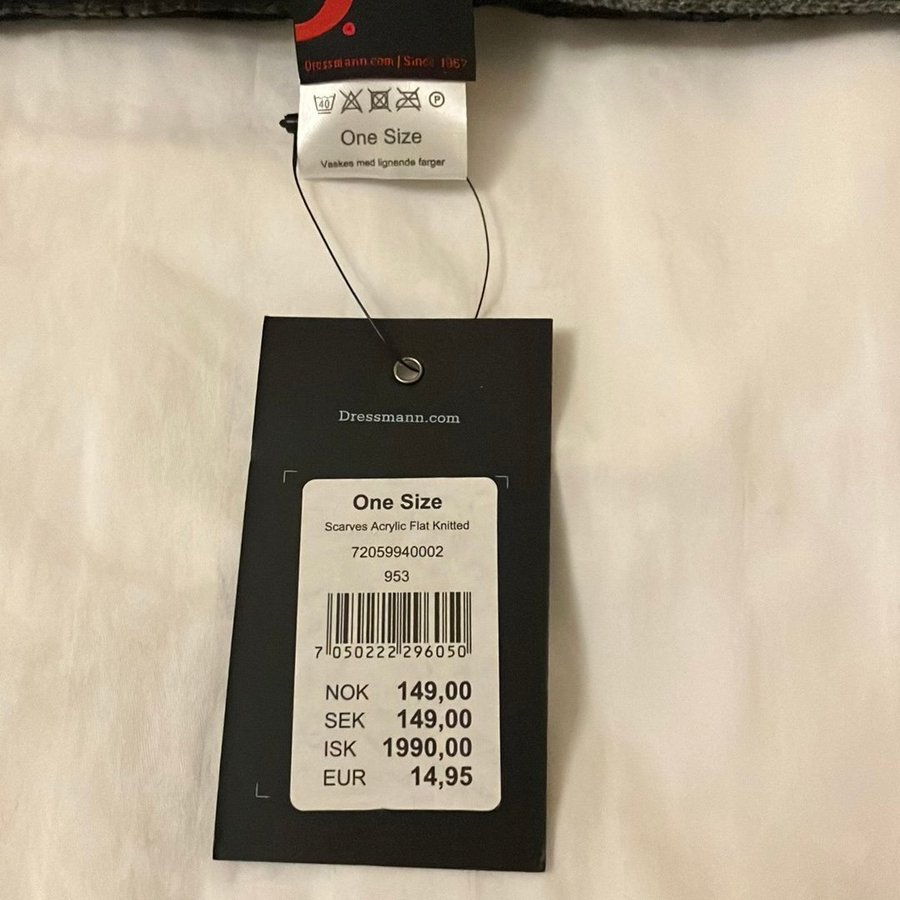 Dressmann.com | Since 1967
40 P
One Size
Vaskes med lignende farger
Dressmann.com
One Size
Scarves Acrylic Flat Knitted
72059940002
953
7 050222 296050
NOK 149,00
SEK 149,00
ISK 1990,00
EUR 14,95